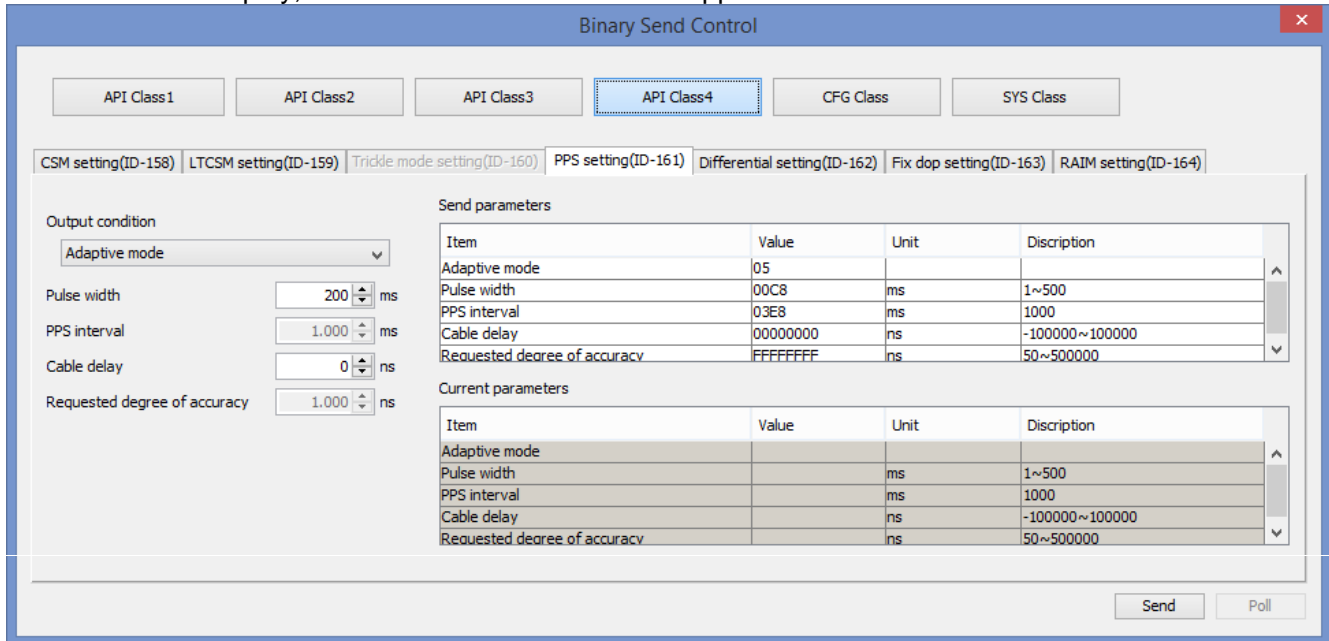 Binary Send Control
API Class1 API Class2 API Class3 API Class4 CFG Class SYS Class
CSM setting(ID-158) LTCSM setting(ID-159) Trickle mode setting(ID-160) PPS setting(ID-161) Differential setting(ID-162) Fix dop setting(ID-163) RAIM setting(ID-164)
Output condition
Adaptive mode
Pulse width 200 ms
PPS interval 1.000 ms
Cable delay 0 ns
Requested degree of accuracy 1.000 ns
Send parameters
Item Value Unit Discription
Adaptive mode 05
Pulse width 00C8 ms 1~500
PPS interval 03E8 ms 1000
Cable delay 00000000 ns -100000~100000
Requested degree of accuracy FFFFFFFF ns 50~500000
Current parameters
Item Value Unit Discription
Adaptive mode
Pulse width ms 1~500
PPS interval ms 1000
Cable delay ns -100000~100000
Requested degree of accuracy ns 50~500000
Send Poll